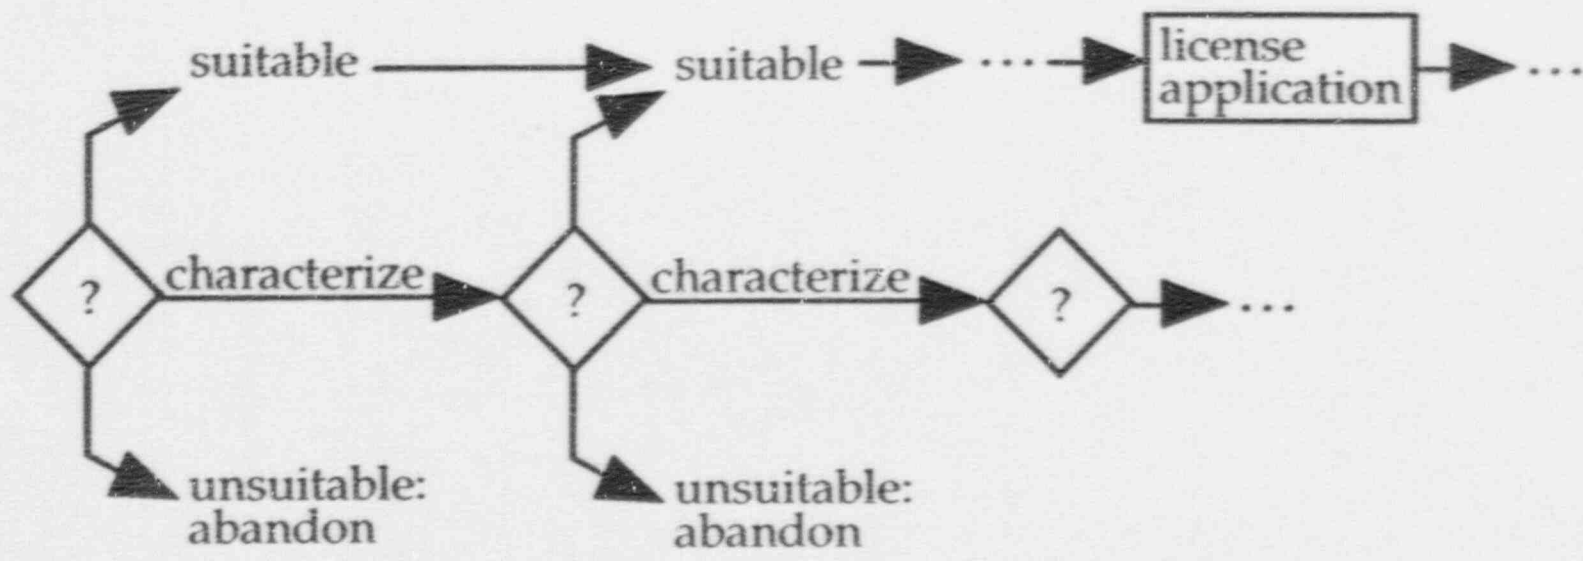 suitable
suitable
...
license
application
...
?
characterize
?
characterize
?
...
unsuitable:
abandon
unsuitable:
abandon